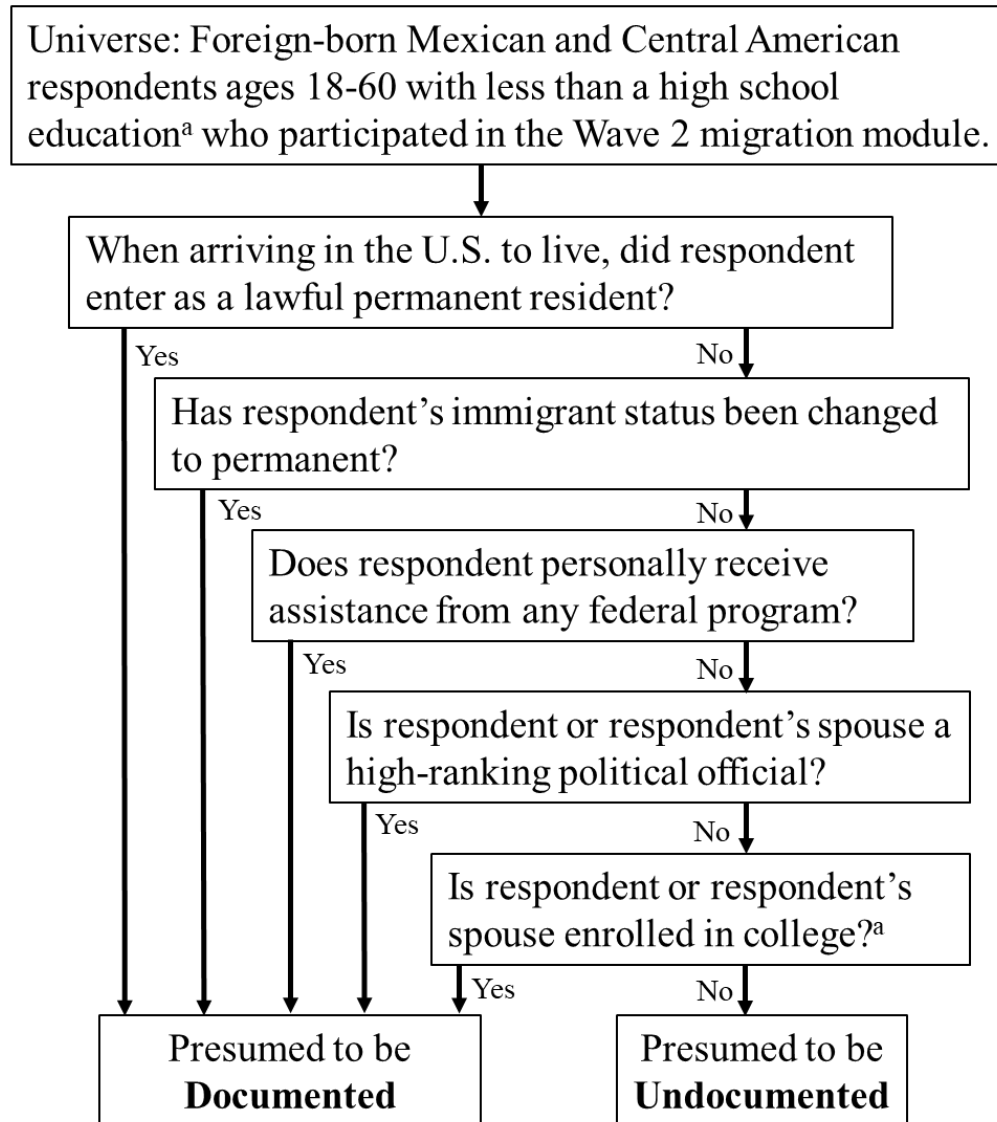 Universe: Foreign-born Mexican and Central American
respondents ages 18-60 with less than a high school
educationᵃ who participated in the Wave 2 migration module.
When arriving in the U.S. to live, did respondent
enter as a lawful permanent resident?
Yes
No
Has respondent’s immigrant status been changed
to permanent?
Yes
No
Does respondent personally receive
assistance from any federal program?
Yes
No
Is respondent or respondent’s spouse a
high-ranking political official?
Yes
No
Is respondent or respondent’s
spouse enrolled in college?ᵃ
Yes
No
Presumed to be
Documented
Presumed to be
Undocumented